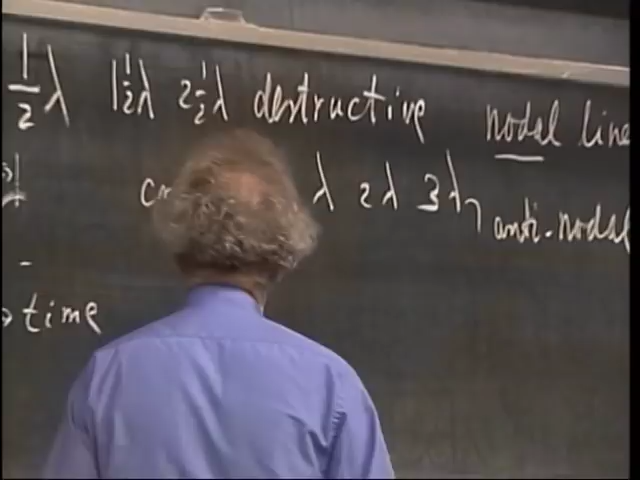 ½λ 1½λ 2½λ destructive nodal line
λ 2λ 3λ anti-nodal
time